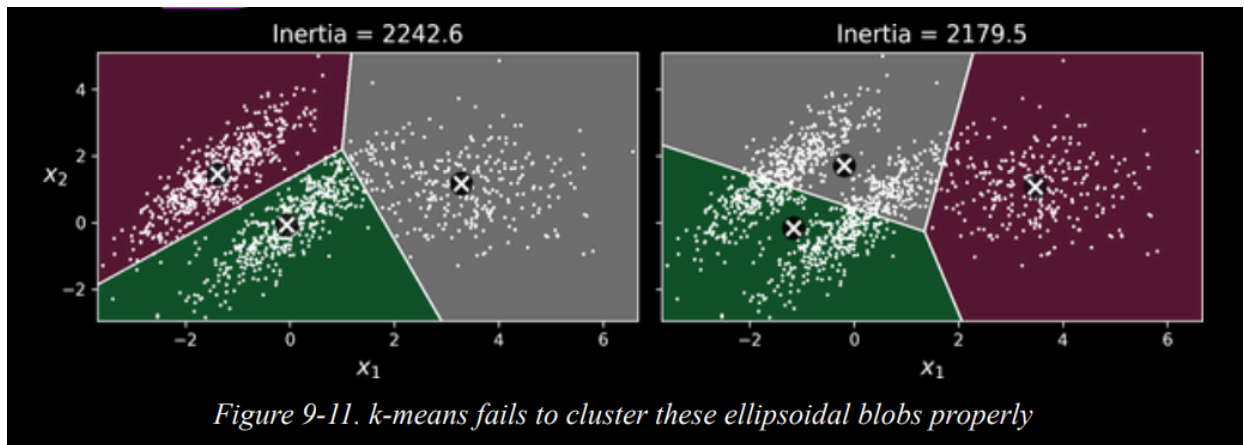 Inertia = 2242.6
Inertia = 2179.5
4
2
0
−2
x₂
−2
0
2
4
6
−2
0
2
4
6
x₁
x₁
Figure 9-11. k-means fails to cluster these ellipsoidal blobs properly